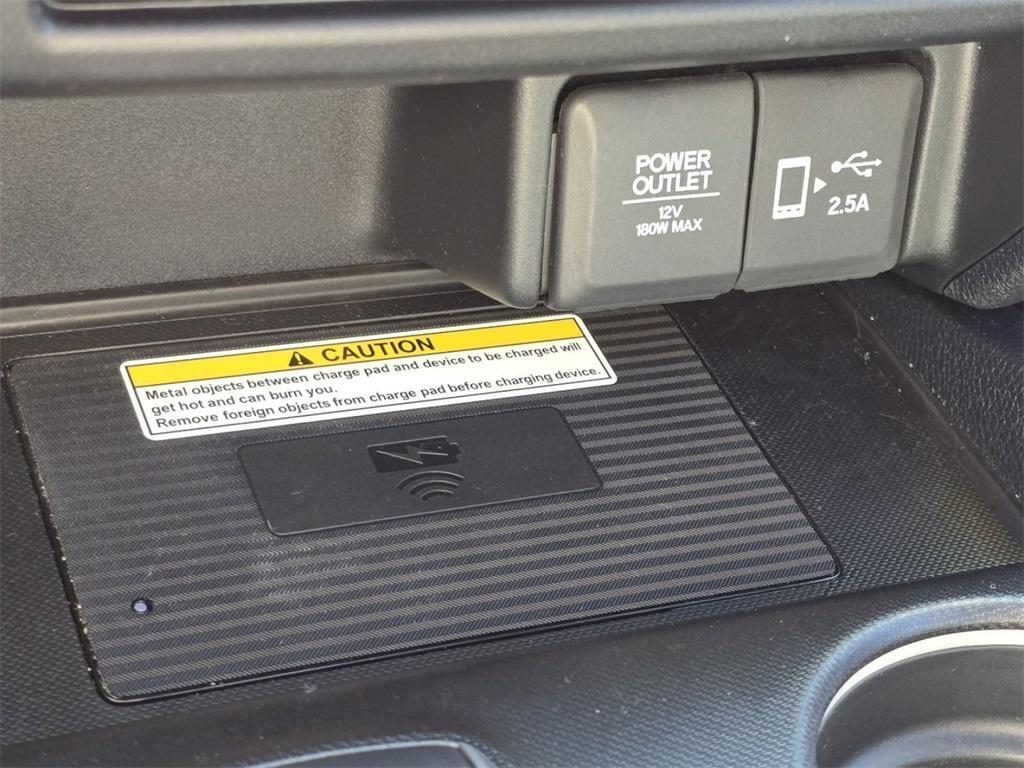 POWER
OUTLET
12V
180W MAX
2.5A
CAUTION
Metal objects between charge pad and device to be charged will
get hot and can burn you.
Remove foreign objects from charge pad before charging device.